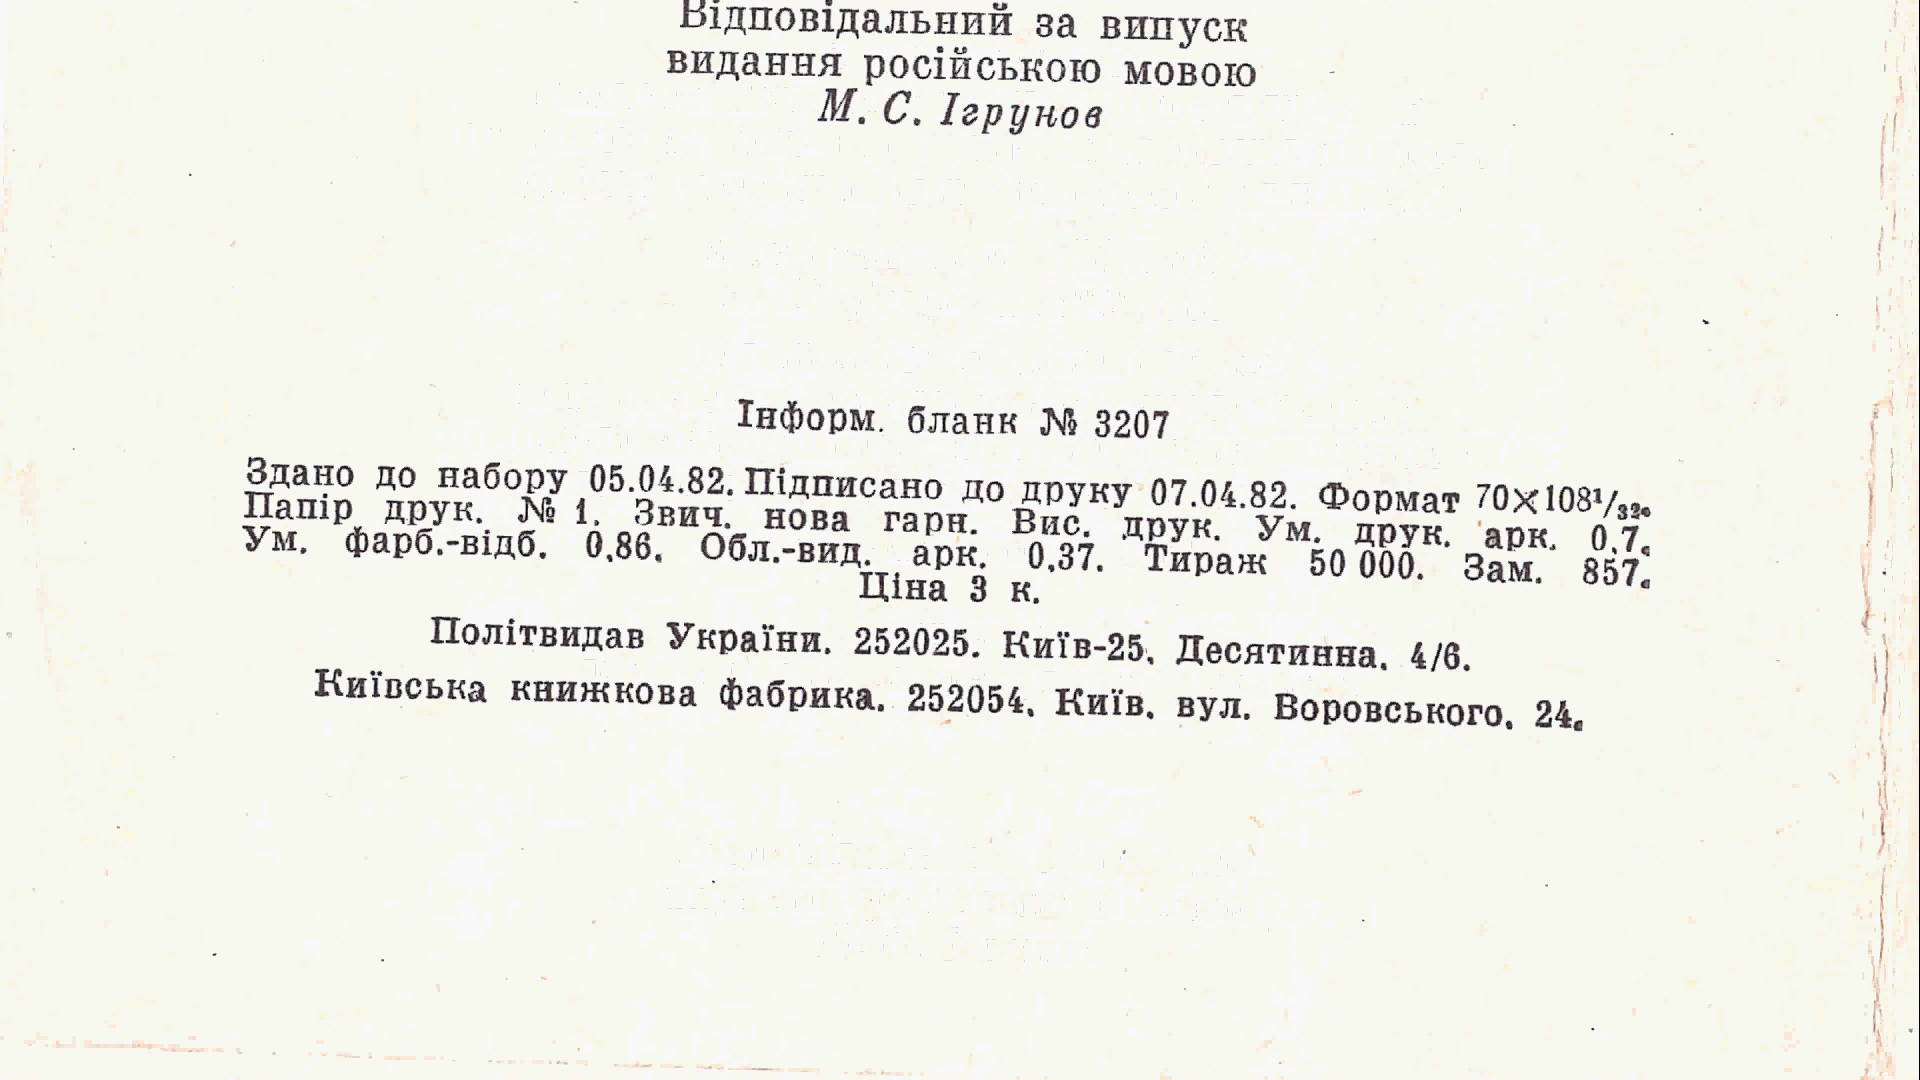 Відповідальний за випуск
видання російською мовою
М. С. Ігрунов
Інформ. бланк № 3207
Здано до набору 05.04.82. Підписано до друку 07.04.82. Формат 70×108¹/₃₂.
Папір друк. № 1. Звич. нова гарн. Вис. друк. Ум. друк. арк. 0,7.
Ум. фарб.-відб. 0,86. Обл.-вид. арк. 0,37. Тираж 50 000. Зам. 857.
Ціна 3 к.
Політвидав України. 252025. Київ-25, Десятинна, 4/6.
Київська книжкова фабрика. 252054, Київ, вул. Воровського, 24.